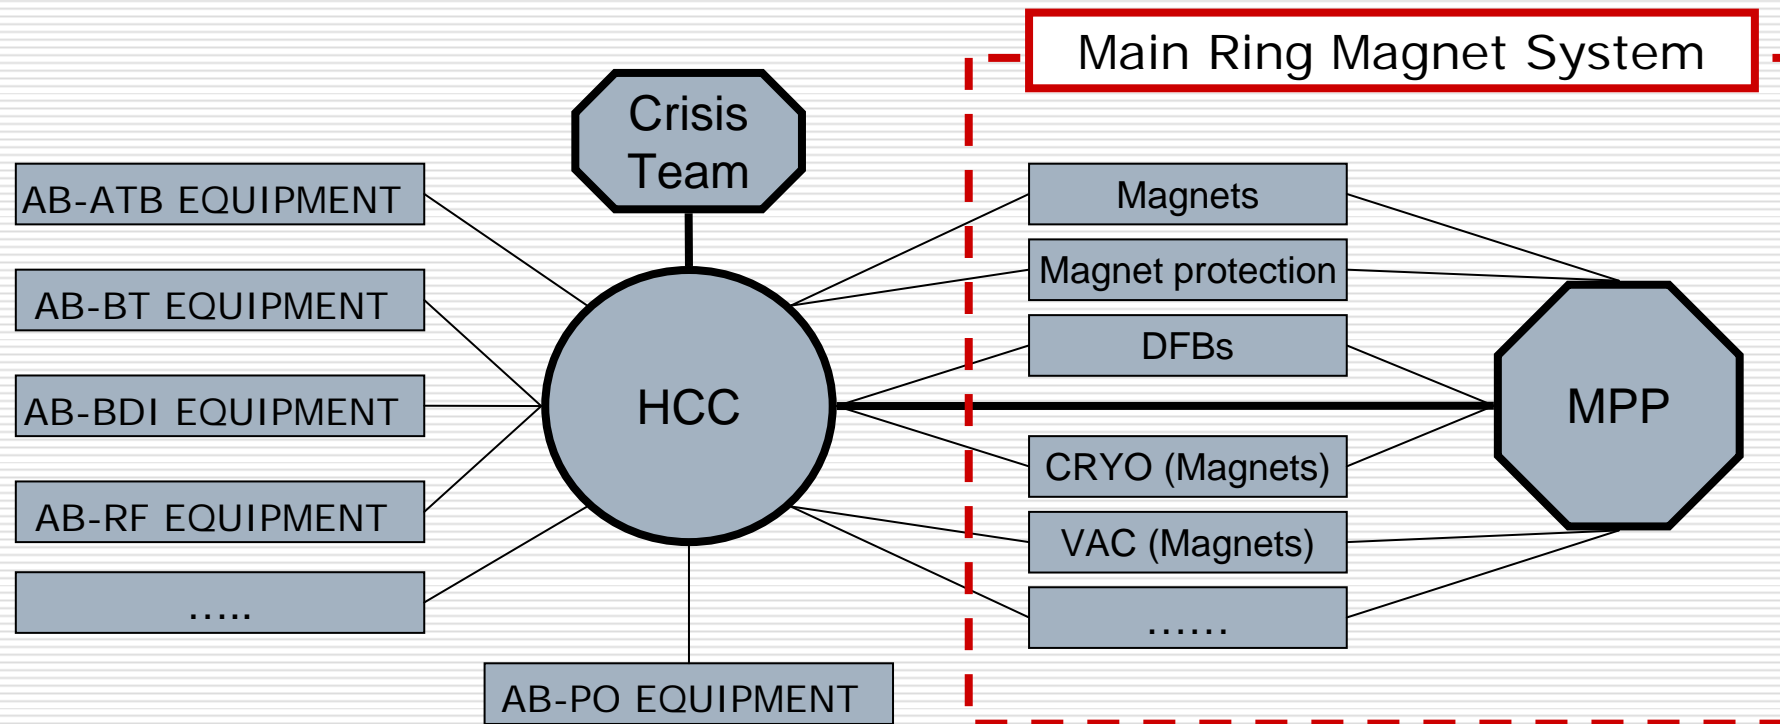 Main Ring Magnet System
Crisis
Team
AB-ATB EQUIPMENT
AB-BT EQUIPMENT
AB-BDI EQUIPMENT
AB-RF EQUIPMENT
.....
HCC
AB-PO EQUIPMENT
Magnets
Magnet protection
DFBs
CRYO (Magnets)
VAC (Magnets)
......
MPP